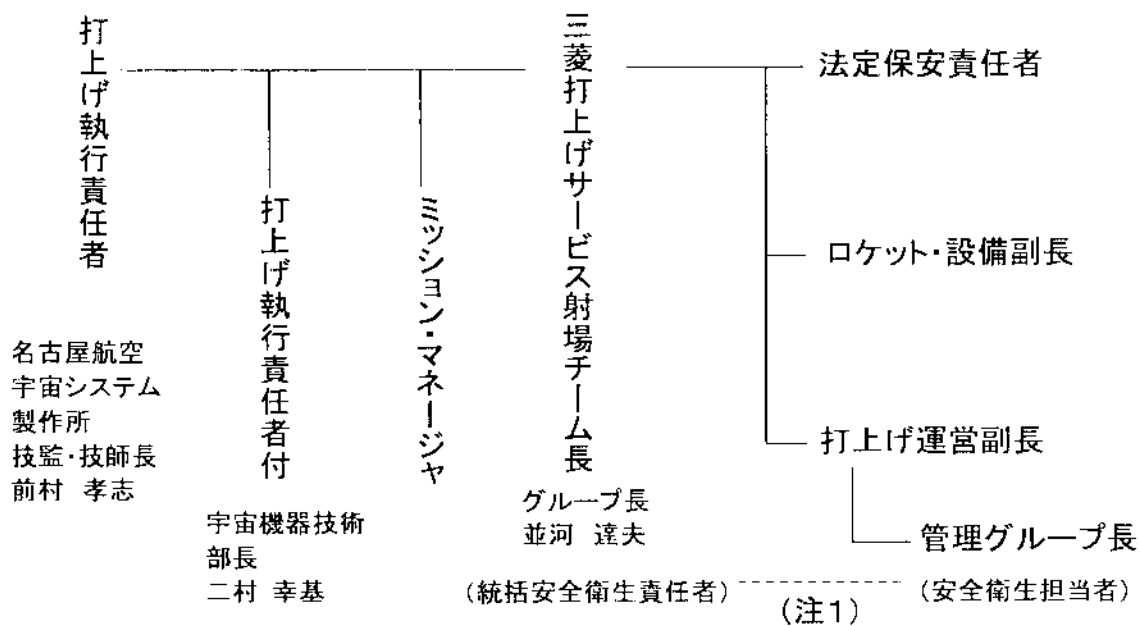 打上げ執行責任者
名古屋航空
宇宙システム
製作所
技監・技師長
前村 孝志
打上げ執行責任者付
宇宙機器技術
部長
二村 幸基
ミッション・マネージャ
三菱打上げサービス射場チーム長
グループ長
並河 達夫
(統括安全衛生責任者)
(注1)
法定保安責任者
ロケット・設備副長
打上げ運営副長
管理グループ長
(安全衛生担当者)